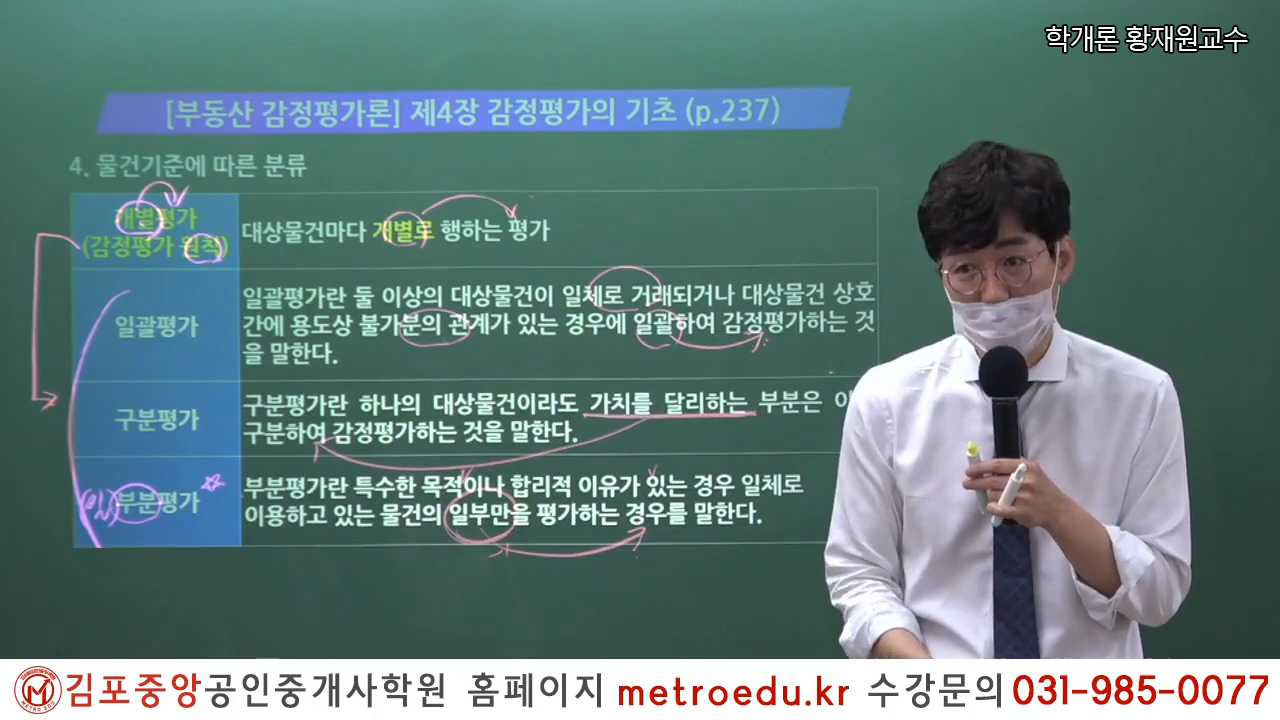 학개론 황재원교수
[부동산 감정평가론] 제4장 감정평가의 기초 (p.237)
4. 물건기준에 따른 분류
개별평가
(감정평가 원칙)
대상물건마다 개별로 행하는 평가
일괄평가
일괄평가란 둘 이상의 대상물건이 일체로 거래되거나 대상물건 상호
간에 용도상 불가분의 관계가 있는 경우에 일괄하여 감정평가하는 것
을 말한다.
구분평가
구분평가란 하나의 대상물건이라도 가치를 달리하는 부분은 이
구분하여 감정평가하는 것을 말한다.
부분평가
부분평가란 특수한 목적이나 합리적 이유가 있는 경우 일체로
이용하고 있는 물건의 일부만을 평가하는 경우를 말한다.
METRO EDU
김포중앙공인중개사학원 홈페이지 metroedu.kr 수강문의 031-985-0077